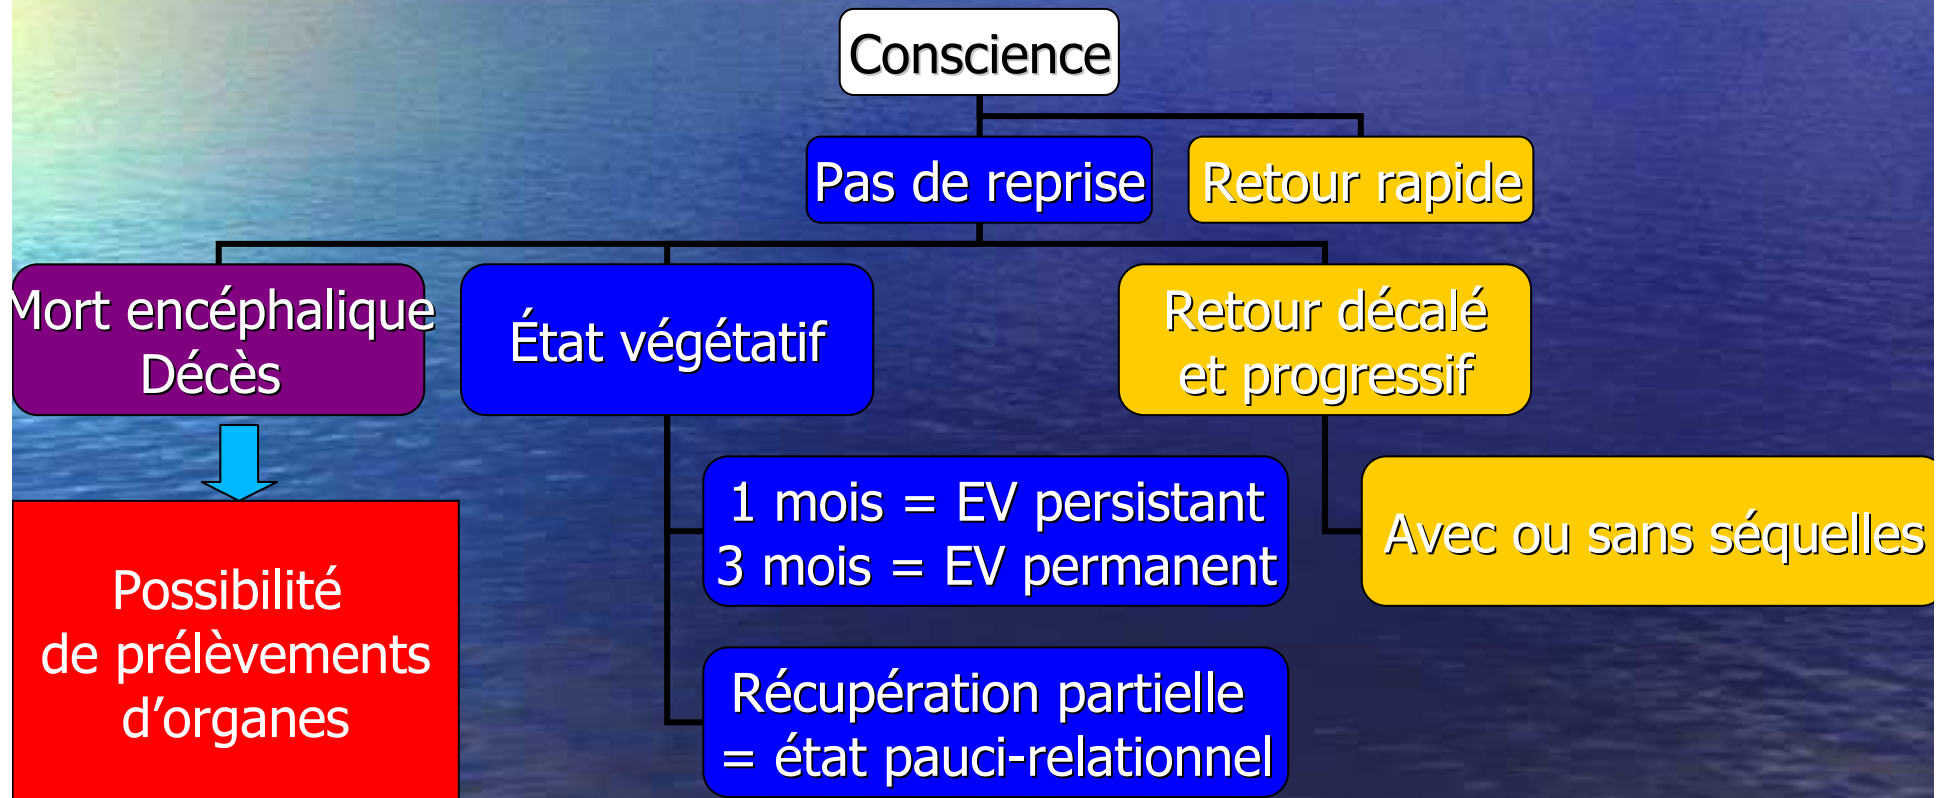 Conscience
Pas de reprise
Retour rapide
Mort encéphalique
Décès
État végétatif
Retour décalé
et progressif
1 mois = EV persistant
3 mois = EV permanent
Avec ou sans séquelles
Possibilité
de prélèvements
d’organes
Récupération partielle
= état pauci-relationnel